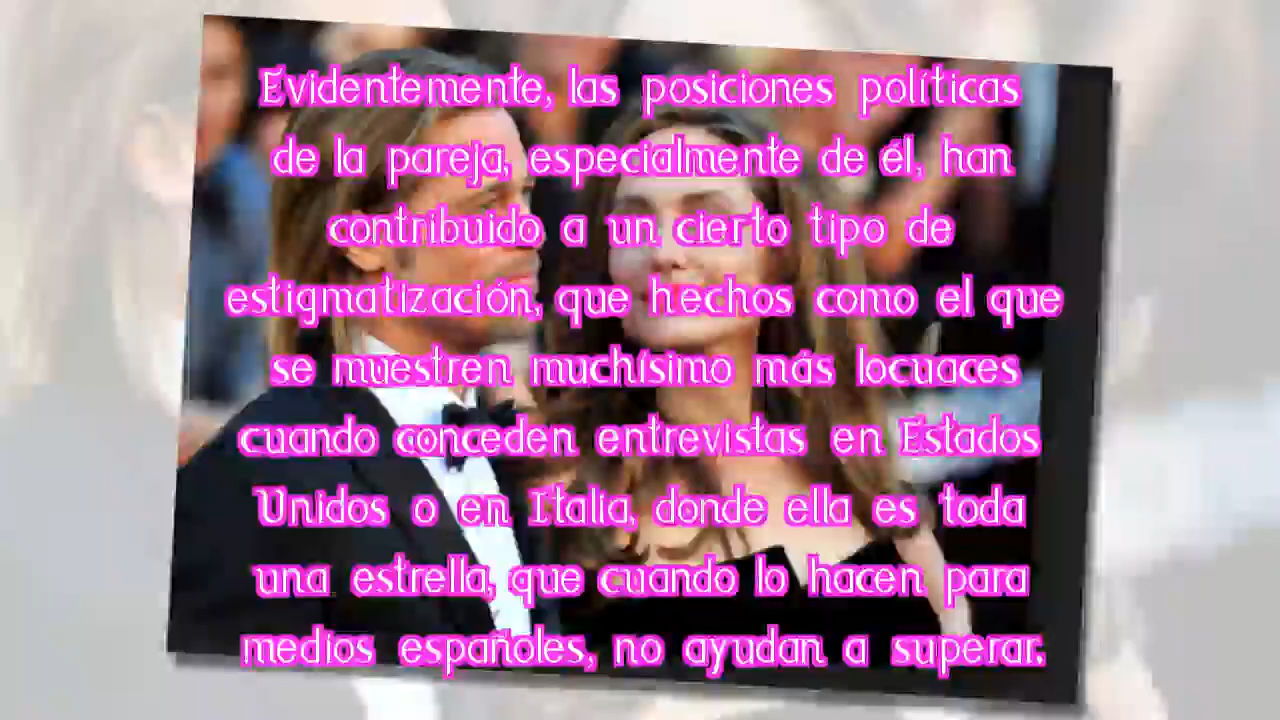 Evidentemente, las posiciones políticas
de la pareja, especialmente de él, han
contribuido a un cierto tipo de
estigmatización, que hechos como el que
se muestren muchísimo más locuaces
cuando conceden entrevistas en Estados
Unidos o en Italia, donde ella es toda
una estrella, que cuando lo hacen para
medios españoles, no ayudan a superar.